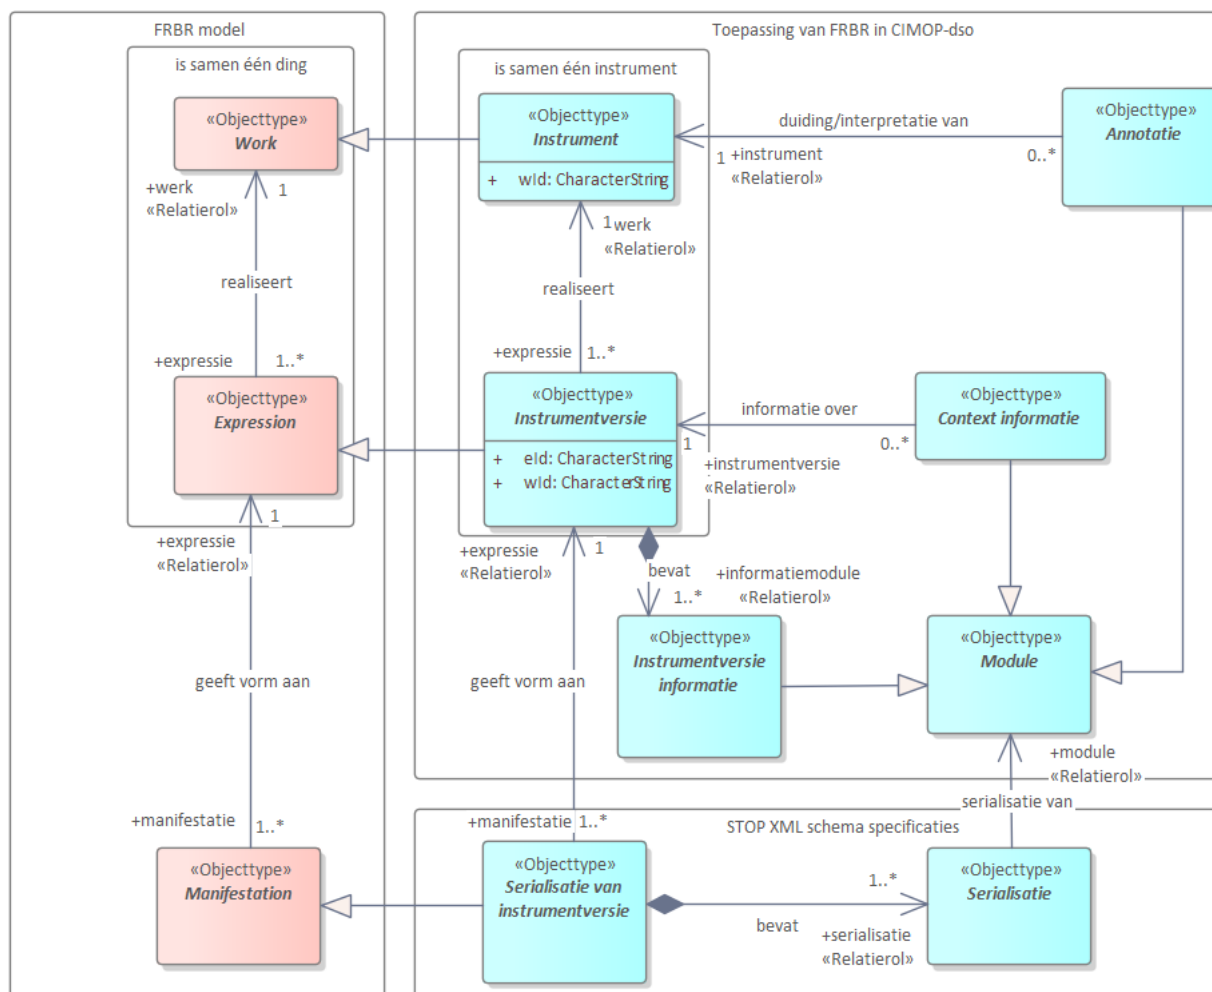 FRBR model
is samen één ding
«Objecttype»
Work
+werk
«Relatierol»
1
realiseert
+expressie
1..*
«Objecttype»
Expression
1
+expressie
«Relatierol»
geeft vorm aan
+manifestatie
1..*
«Objecttype»
Manifestation
Toepassing van FRBR in CIMOP-dso
is samen één instrument
«Objecttype»
Instrument
+ wId: CharacterString
duiding/interpretatie van
1
+instrument
«Relatierol»
0..*
«Objecttype»
Annotatie
1
werk
«Relatierol»
realiseert
+expressie
1..*
«Objecttype»
Instrumentversie
+ eId: CharacterString
+ wId: CharacterString
informatie over
1
+instrumentversie
«Relatierol»
0..*
«Objecttype»
Context informatie
+expressie
«Relatierol»
1
bevat
1..*
+informatiemodule
«Relatierol»
«Objecttype»
Instrumentversie
informatie
«Objecttype»
Module
geeft vorm aan
+module
«Relatierol»
serialisatie van
STOP XML schema specificaties
+manifestatie
1..*
«Objecttype»
Serialisatie van
instrumentversie
bevat
1..*
+serialisatie
«Relatierol»
«Objecttype»
Serialisatie